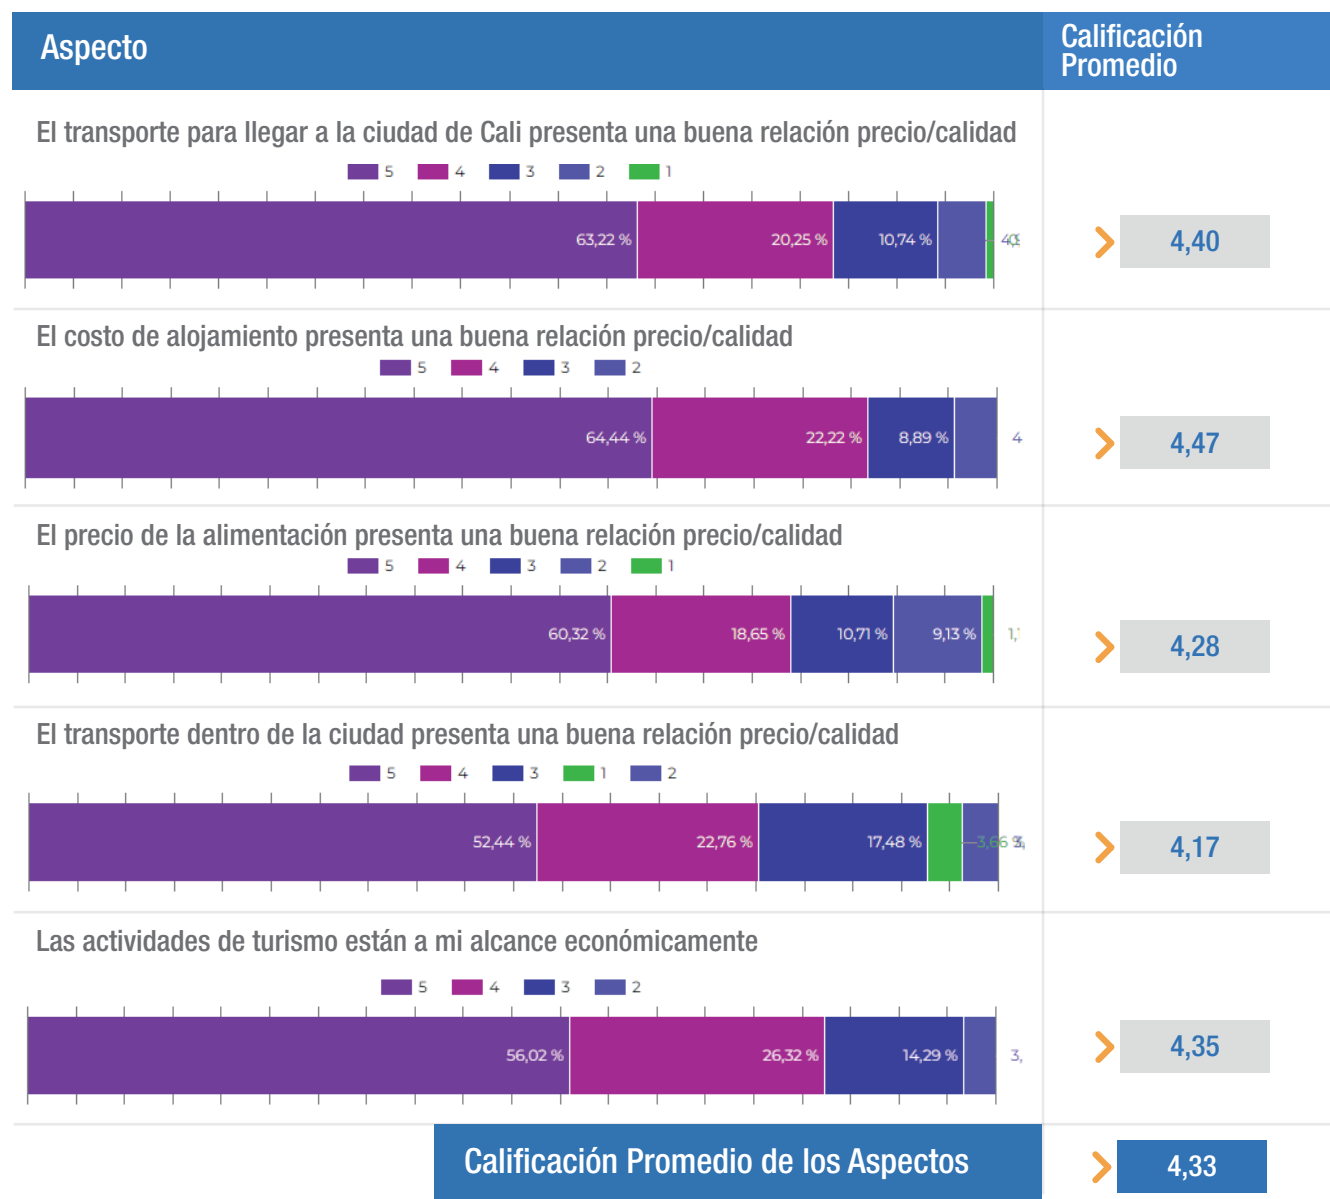 Aspecto
Calificación
Promedio
El transporte para llegar a la ciudad de Cali presenta una buena relación precio/calidad
5 4 3 2 1
63,22 % 20,25 % 10,74 %
4,40
El costo de alojamiento presenta una buena relación precio/calidad
5 4 3 2
64,44 % 22,22 % 8,89 % 4
4,47
El precio de la alimentación presenta una buena relación precio/calidad
5 4 3 2 1
60,32 % 18,65 % 10,71 % 9,13 % 1,1
4,28
El transporte dentro de la ciudad presenta una buena relación precio/calidad
5 4 3 1 2
52,44 % 22,76 % 17,48 % 3,66 % 3,
4,17
Las actividades de turismo están a mi alcance económicamente
5 4 3 2
56,02 % 26,32 % 14,29 % 3,
4,35
Calificación Promedio de los Aspectos
4,33